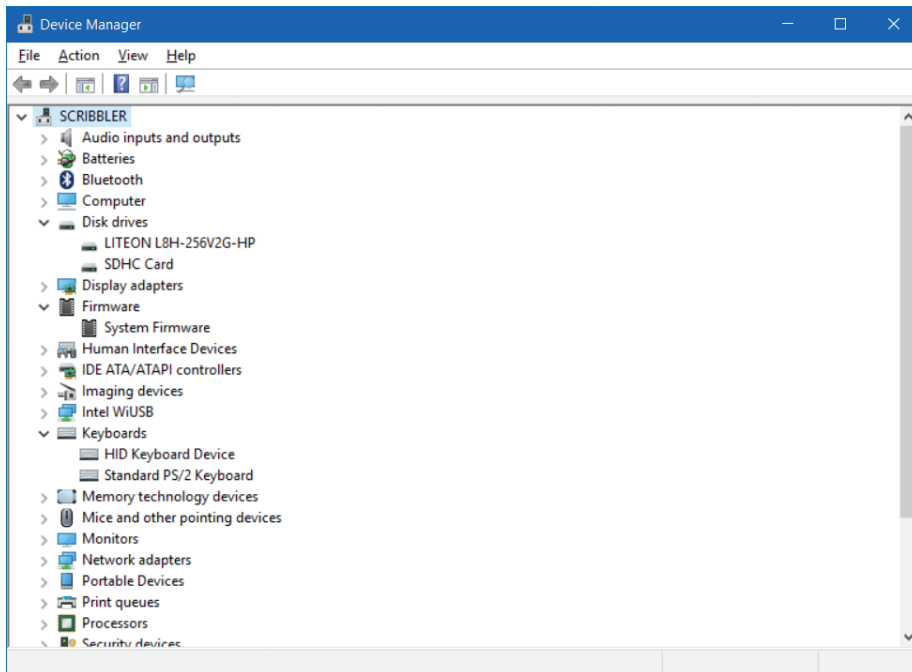 Device Manager
File Action View Help
SCRIBBLER
Audio inputs and outputs
Batteries
Bluetooth
Computer
Disk drives
LITEON L8H-256V2G-HP
SDHC Card
Display adapters
Firmware
System Firmware
Human Interface Devices
IDE ATA/ATAPI controllers
Imaging devices
Intel WiUSB
Keyboards
HID Keyboard Device
Standard PS/2 Keyboard
Memory technology devices
Mice and other pointing devices
Monitors
Network adapters
Portable Devices
Print queues
Processors
Security devices